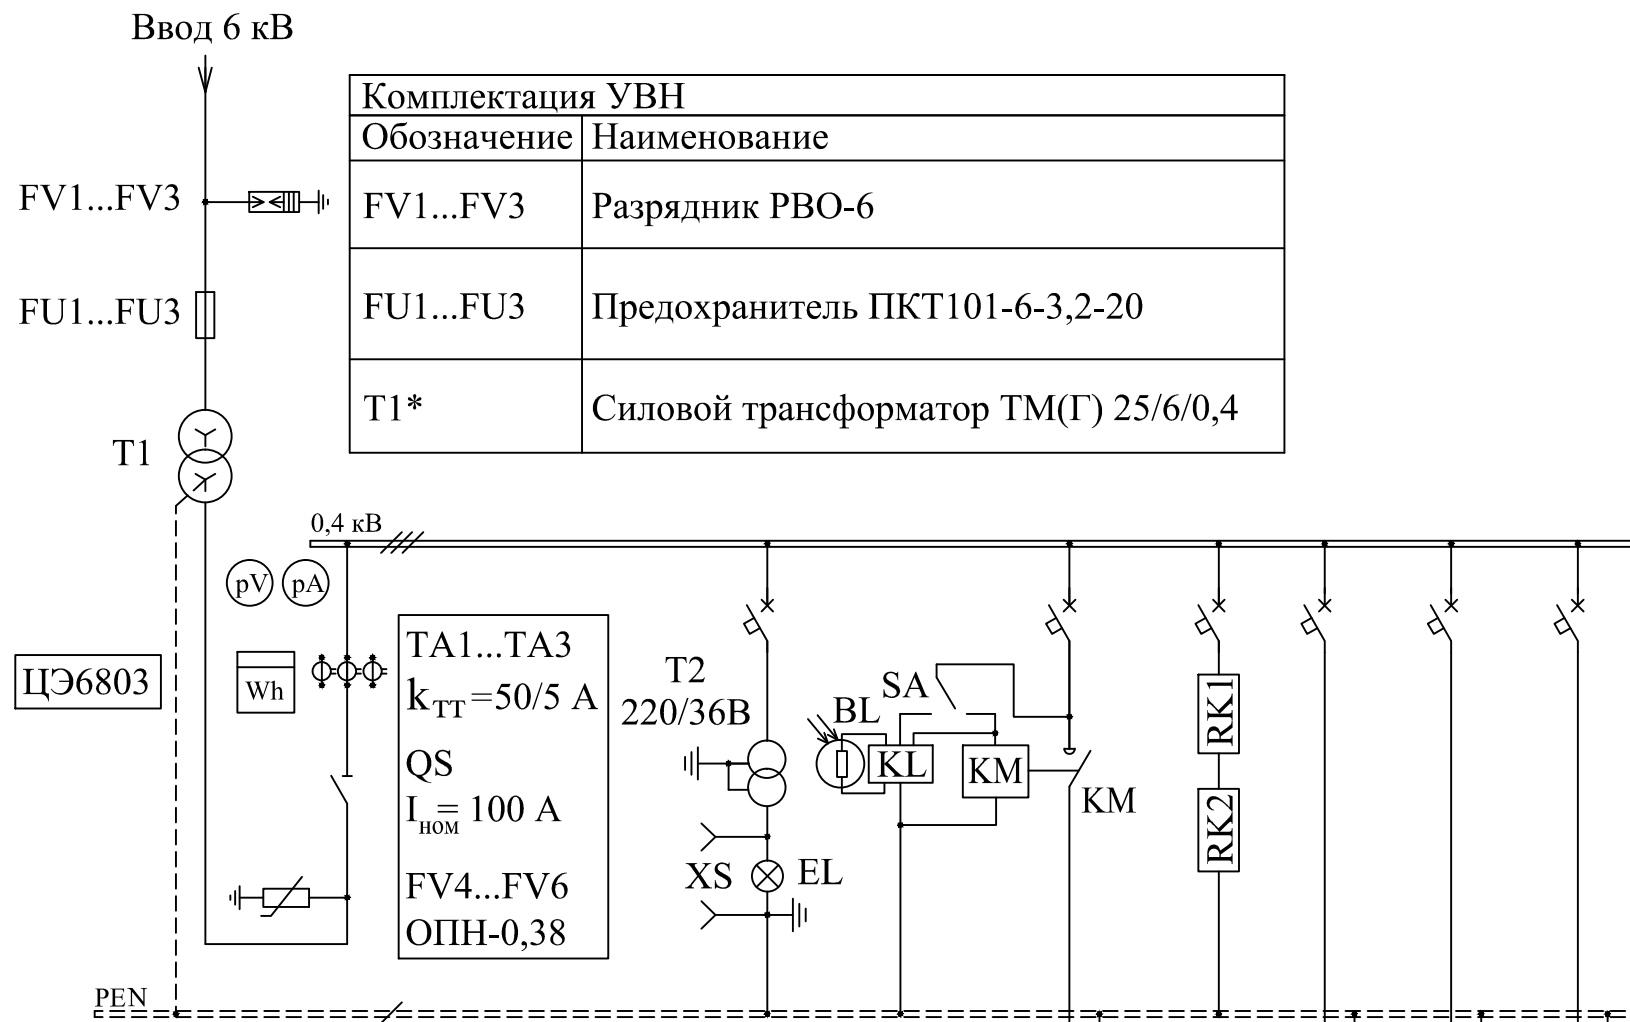 Ввод 6 кВ
Комплектация УВН
Обозначение Наименование
FV1...FV3
FV1...FV3 Разрядник РВО-6
FU1...FU3
FU1...FU3 Предохранитель ПКТ101-6-3,2-20
T1* Силовой трансформатор ТМ(Г) 25/6/0,4
T1
0,4 кВ
pV pA
ЦЭ6803
Wh
TA1...TA3
kТТ=50/5 А
QS
Iном= 100 А
FV4...FV6
ОПН-0,38
T2
220/36В
XS
EL
BL
SA
KL
KM
KM
RK1
RK2
PEN